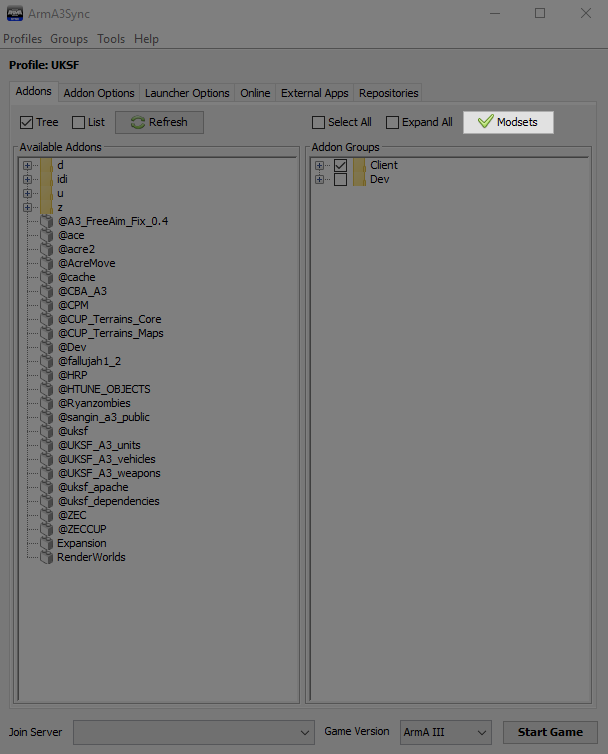 ArmA3Sync
Profiles Groups Tools Help
Profile: UKSF
Addons Addon Options Launcher Options Online External Apps Repositories
Tree List Refresh Select All Expand All Modsets
Available Addons
d
idi
u
z
@A3_FreeAim_Fix_0.4
@ace
@acre2
@AcreMove
@cache
@CBA_A3
@CPM
@CUP_Terrains_Core
@CUP_Terrains_Maps
@Dev
@fallujah1_2
@HRP
@HTUNE_OBJECTS
@Ryanzombies
@sangin_a3_public
@uksf
@UKSF_A3_units
@UKSF_A3_vehicles
@UKSF_A3_weapons
@uksf_apache
@uksf_dependencies
@ZEC
@ZECCUP
Expansion
RenderWorlds
Addon Groups
Client
Dev
Join Server Game Version ArmA III Start Game